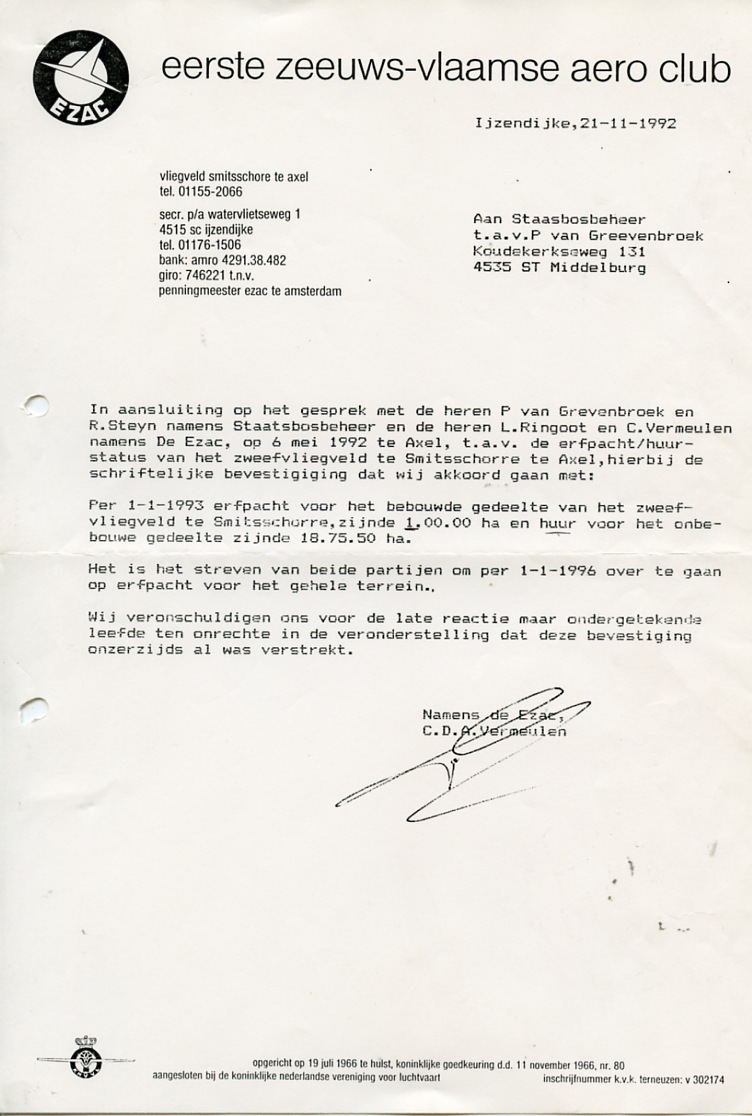 EZAC
eerste zeeuws-vlaamse aero club
Ijzendijke,21-11-1992
vliegveld smitsschore te axel
tel. 01155-2066
secr. p/a watervlietseweg 1
4515 sc ijzendijke
tel. 01176-1506
bank: amro 4291.38.482
giro: 746221 t.n.v.
penningmeester ezac te amsterdam
Aan Staasbosbeheer
t.a.v.P van Greevenbroek
Koudekerkseweg 131
4535 ST Middelburg
In aansluiting op het gesprek met de heren P van Grevenbroek en
R.Steyn namens Staatsbosbeheer en de heren L.Ringoot en C.Vermeulen
namens De Ezac, op 6 mei 1992 te Axel, t.a.v. de erfpacht/huur-
status van het zweefvliegveld te Smitsschorre te Axel,hierbij de
schriftelijke bevestigiging dat wij akkoord gaan met:
Per 1-1-1993 erfpacht voor het bebouwde gedeelte van het zweef-
vliegveld te Smitsschorre,zijnde 1.00.00 ha en huur voor het onbe-
bouwe gedeelte zijnde 18.75.50 ha.
Het is het streven van beide partijen om per 1-1-1996 over te gaan
op erfpacht voor het gehele terrein..
Wij veronschuldigen ons voor de late reactie maar ondergetekende
leefde ten onrechte in de veronderstelling dat deze bevestiging
onzerzijds al was verstrekt.
Namens de Ezac,
C.D.A.Vermeulen
opgericht op 19 juli 1966 te hulst, koninklijke goedkeuring d.d. 11 november 1966, nr. 80
aangesloten bij de koninklijke nederlandse vereniging voor luchtvaart inschrijfnummer k.v.k. terneuzen: v 302174